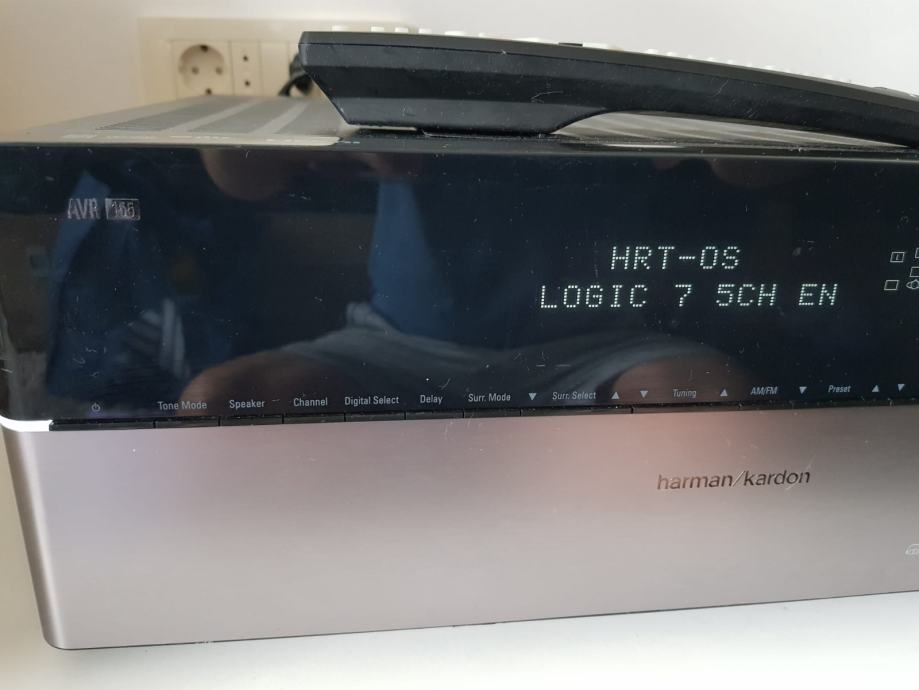 AVR
HRT-OS
LOGIC 7 5CH EN
Tone Mode Speaker Channel Digital Select Delay Surr. Mode ▼ Surr. Select ▲ ▼ Tuning ▲ AM/FM ▼ Preset ▲ ▼
harman/kardon